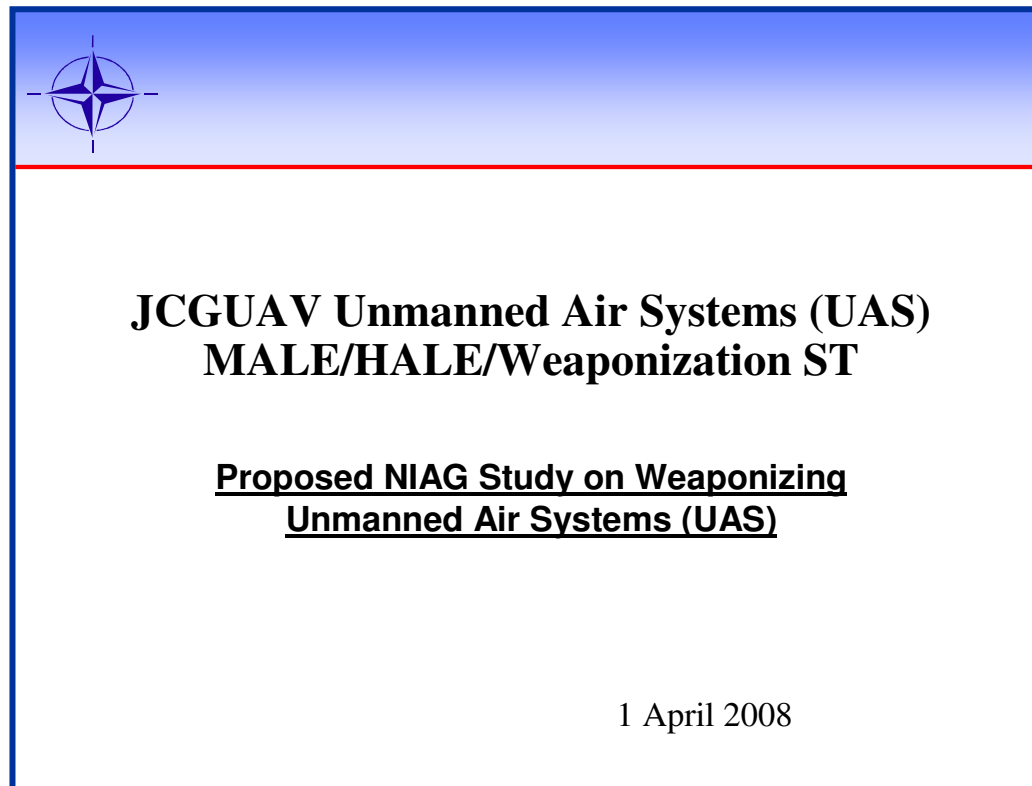 JCGUAV Unmanned Air Systems (UAS)
MALE/HALE/Weaponization ST
Proposed NIAG Study on Weaponizing
Unmanned Air Systems (UAS)
1 April 2008